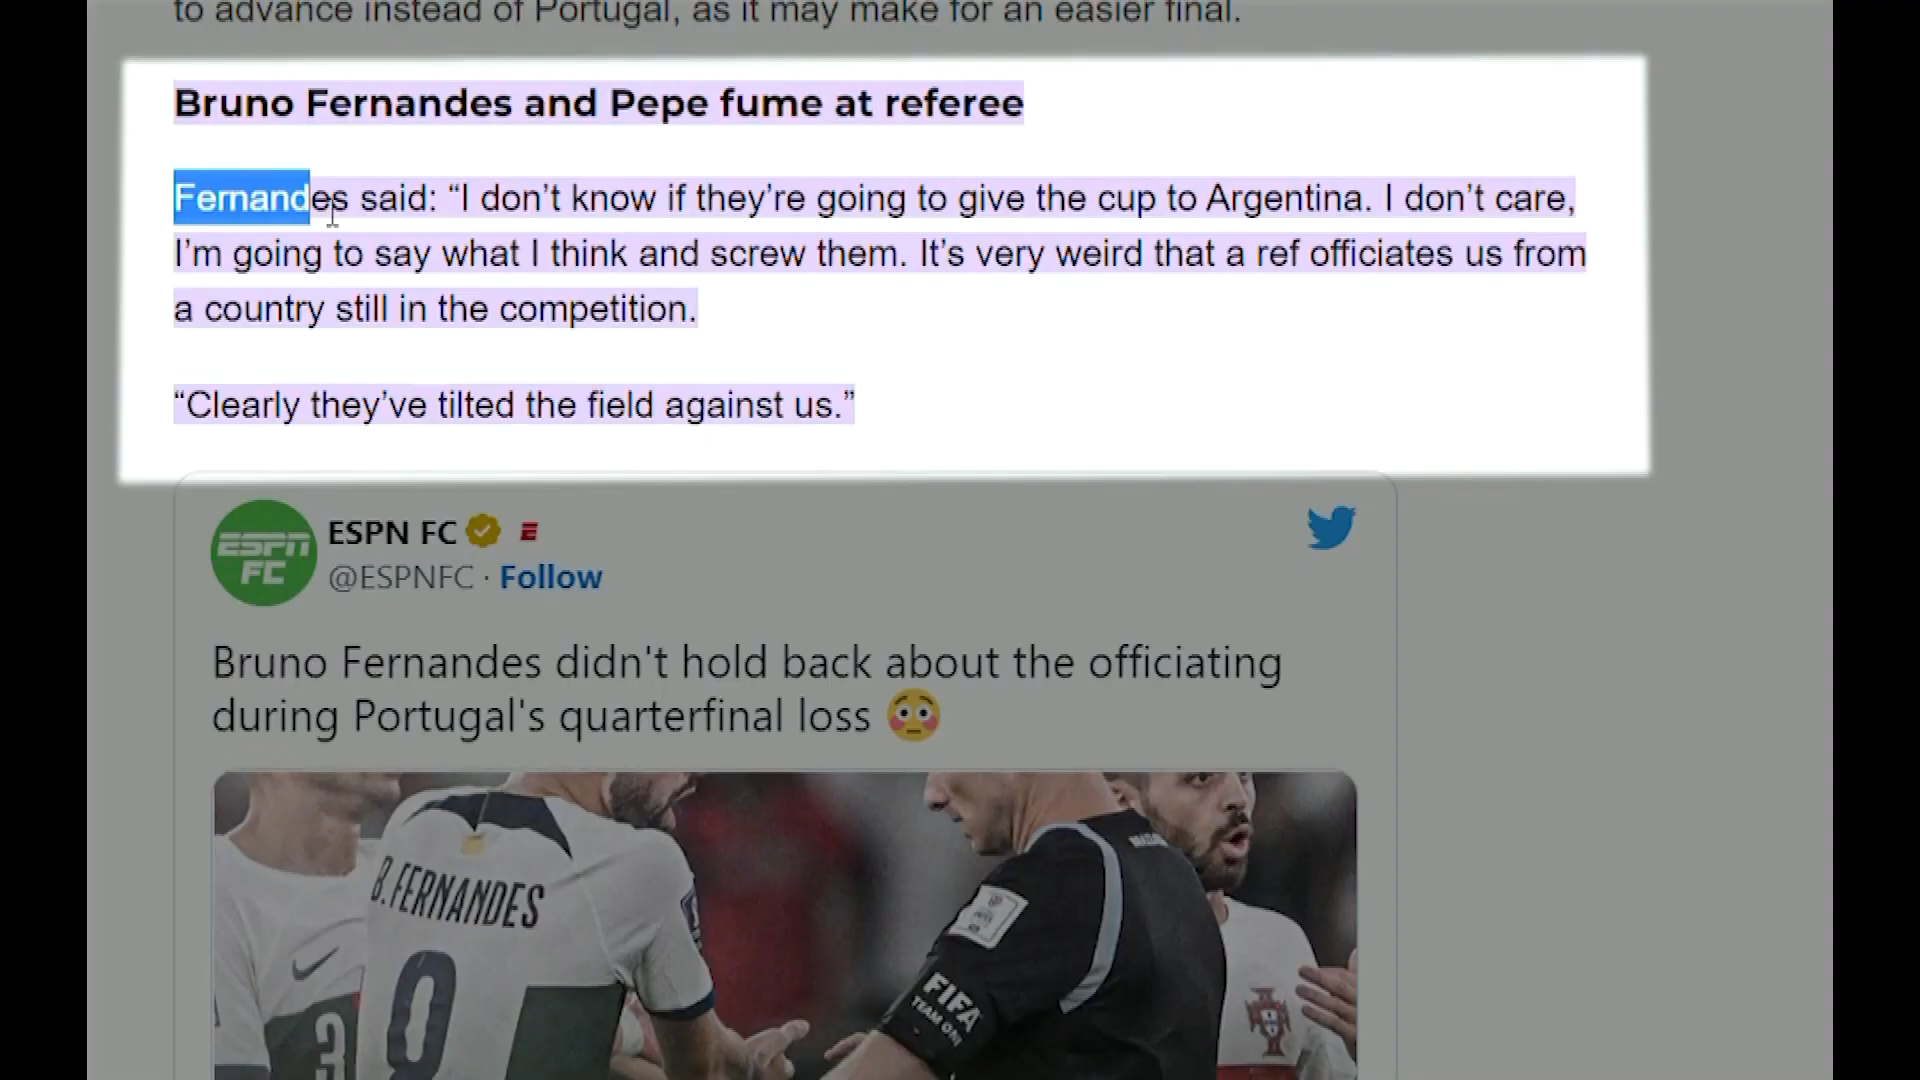 to advance instead of Portugal, as it may make for an easier final.
Bruno Fernandes and Pepe fume at referee
Fernandes said: “I don’t know if they’re going to give the cup to Argentina. I don’t care,
I’m going to say what I think and screw them. It’s very weird that a ref officiates us from
a country still in the competition.
“Clearly they’ve tilted the field against us.”
ESPN FC
ESPN FC
@ESPNFC · Follow
Bruno Fernandes didn't hold back about the officiating
during Portugal's quarterfinal loss 😳
B.FERNANDES
8
3
FIFA